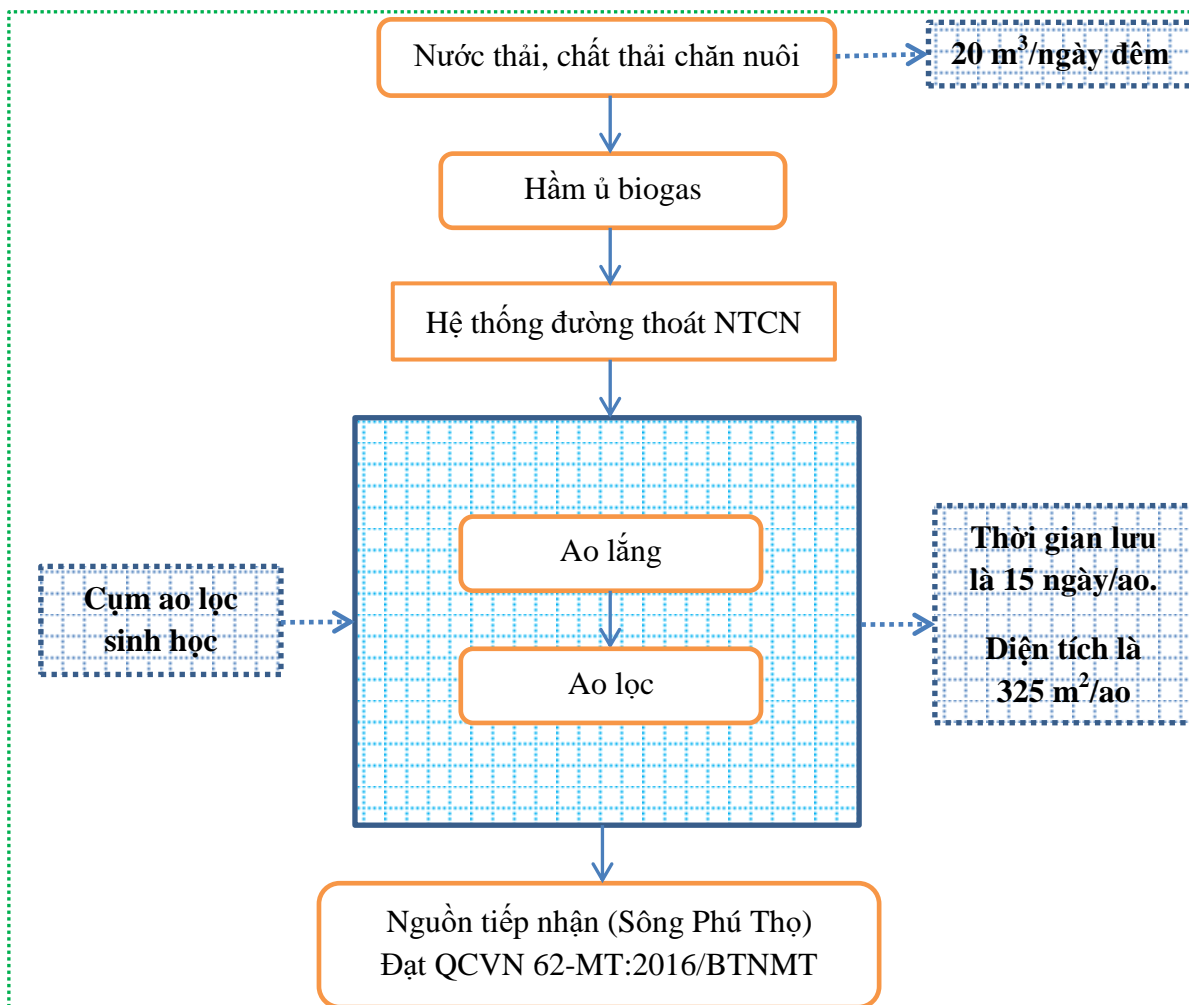 Nước thải, chất thải chăn nuôi
20 m³/ngày đêm
Hầm ủ biogas
Hệ thống đường thoát NTCN
Ao lắng
Ao lọc
Cụm ao lọc
sinh học
Thời gian lưu
là 15 ngày/ao.
Diện tích là
325 m²/ao
Nguồn tiếp nhận (Sông Phú Thọ)
Đạt QCVN 62-MT:2016/BTNMT